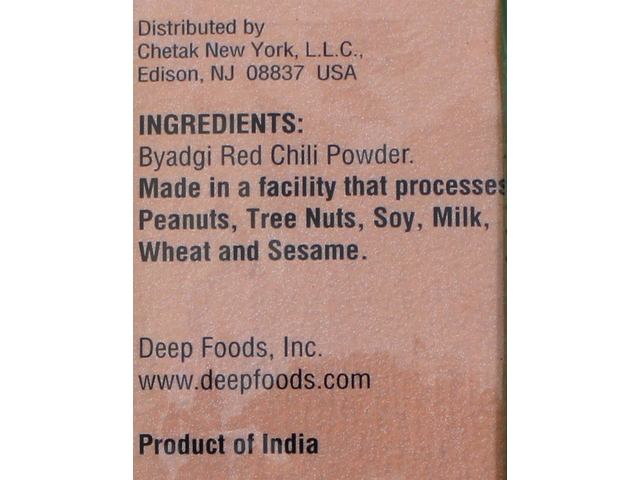 Distributed by
Chetak New York, L.L.C.,
Edison, NJ 08837 USA
INGREDIENTS:
Byadgi Red Chili Powder.
Made in a facility that processes
Peanuts, Tree Nuts, Soy, Milk,
Wheat and Sesame.
Deep Foods, Inc.
www.deepfoods.com
Product of India